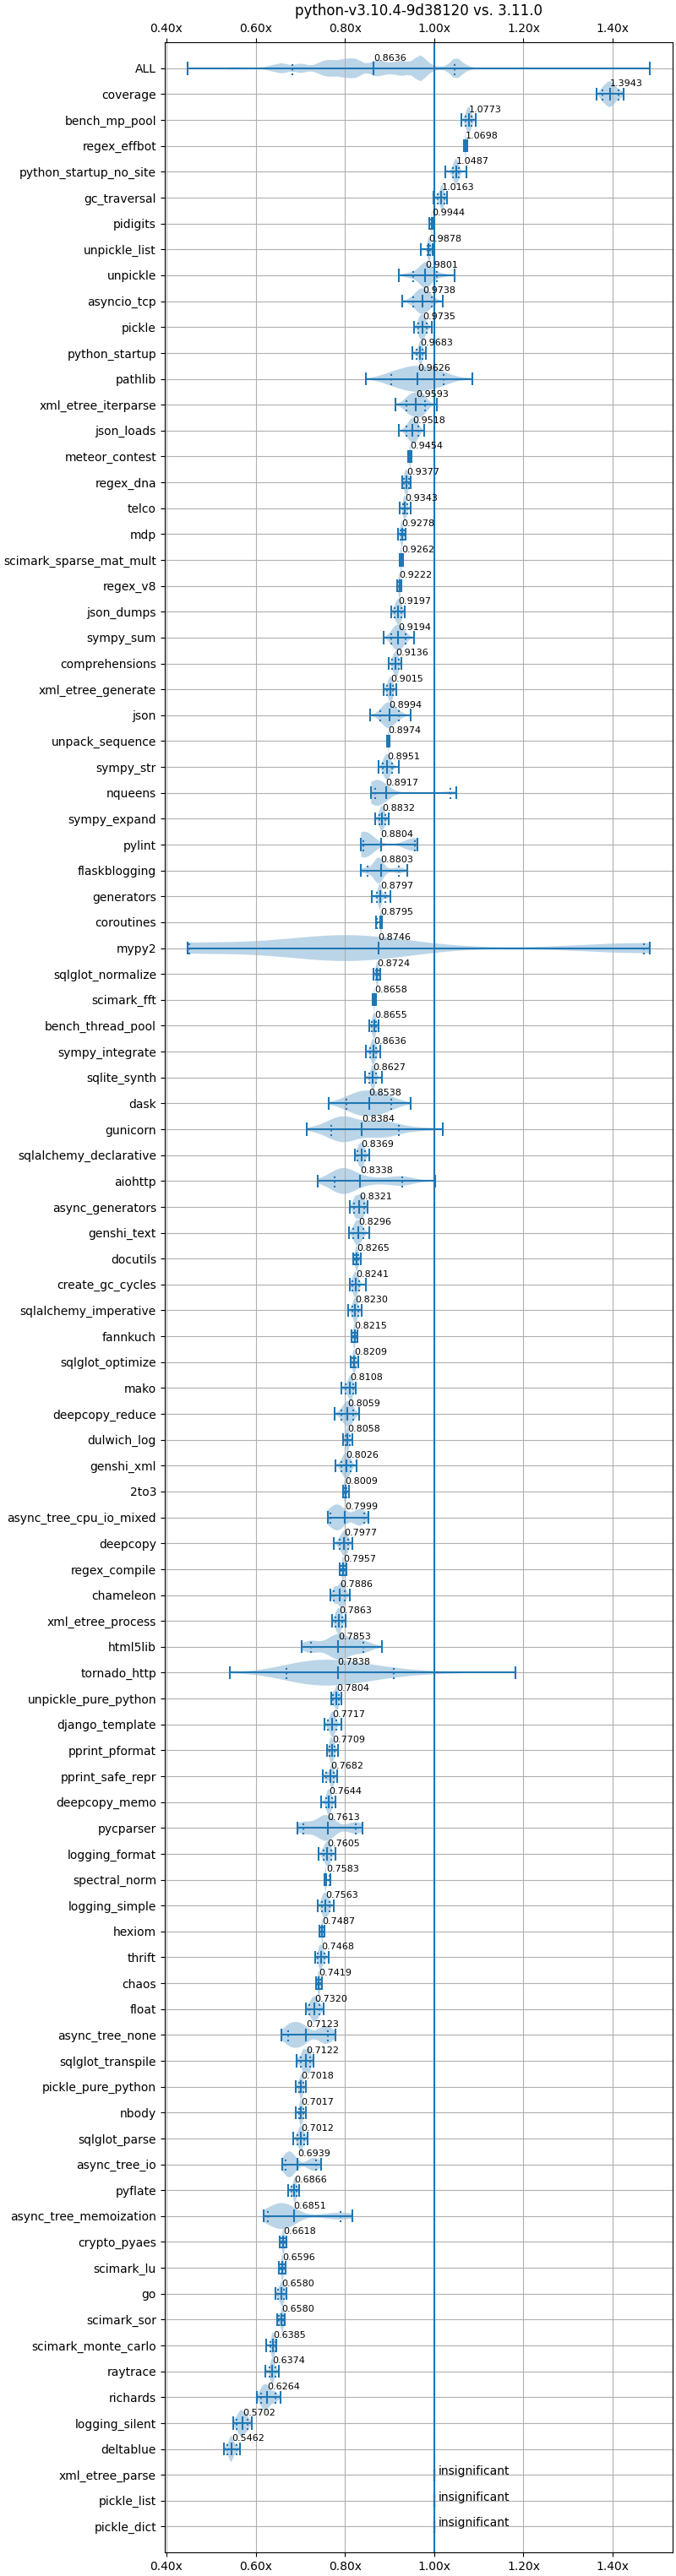 python-v3.10.4-9d38120 vs. 3.11.0
0.40x 0.60x 0.80x 1.00x 1.20x 1.40x
ALL 0.8636
coverage 1.3943
bench_mp_pool 1.0773
regex_effbot 1.0698
python_startup_no_site 1.0487
gc_traversal 1.0163
pidigits 0.9944
unpickle_list 0.9878
unpickle 0.9801
asyncio_tcp 0.9738
pickle 0.9735
python_startup 0.9683
pathlib 0.9626
xml_etree_iterparse 0.9593
json_loads 0.9518
meteor_contest 0.9454
regex_dna 0.9377
telco 0.9343
mdp 0.9278
scimark_sparse_mat_mult 0.9262
regex_v8 0.9222
json_dumps 0.9197
sympy_sum 0.9194
comprehensions 0.9136
xml_etree_generate 0.9015
json 0.8994
unpack_sequence 0.8974
sympy_str 0.8951
nqueens 0.8917
sympy_expand 0.8832
pylint 0.8804
flaskblogging 0.8803
generators 0.8797
coroutines 0.8795
mypy2 0.8746
sqlglot_normalize 0.8724
scimark_fft 0.8658
bench_thread_pool 0.8655
sympy_integrate 0.8636
sqlite_synth 0.8627
dask 0.8538
gunicorn 0.8384
sqlalchemy_declarative 0.8369
aiohttp 0.8338
async_generators 0.8321
genshi_text 0.8296
docutils 0.8265
create_gc_cycles 0.8241
sqlalchemy_imperative 0.8230
fannkuch 0.8215
sqlglot_optimize 0.8209
mako 0.8108
deepcopy_reduce 0.8059
dulwich_log 0.8058
genshi_xml 0.8026
2to3 0.8009
async_tree_cpu_io_mixed 0.7999
deepcopy 0.7977
regex_compile 0.7957
chameleon 0.7886
xml_etree_process 0.7863
html5lib 0.7853
tornado_http 0.7838
unpickle_pure_python 0.7804
django_template 0.7717
pprint_pformat 0.7709
pprint_safe_repr 0.7682
deepcopy_memo 0.7644
pycparser 0.7613
logging_format 0.7605
spectral_norm 0.7583
logging_simple 0.7563
hexiom 0.7487
thrift 0.7468
chaos 0.7419
float 0.7320
async_tree_none 0.7123
sqlglot_transpile 0.7122
pickle_pure_python 0.7018
nbody 0.7017
sqlglot_parse 0.7012
async_tree_io 0.6939
pyflate 0.6866
async_tree_memoization 0.6851
crypto_pyaes 0.6618
scimark_lu 0.6596
go 0.6580
scimark_sor 0.6580
scimark_monte_carlo 0.6385
raytrace 0.6374
richards 0.6264
logging_silent 0.5702
deltablue 0.5462
xml_etree_parse insignificant
pickle_list insignificant
pickle_dict insignificant
0.40x 0.60x 0.80x 1.00x 1.20x 1.40x